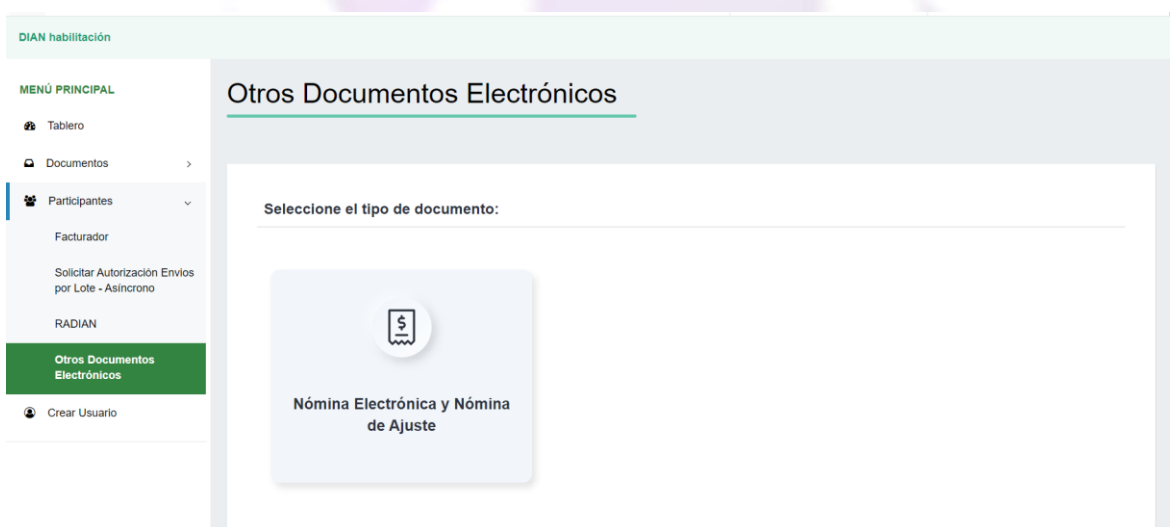 DIAN habilitación
MENÚ PRINCIPAL
Tablero
Documentos
Participantes
Facturador
Solicitar Autorización Envios
por Lote - Asíncrono
RADIAN
Otros Documentos
Electrónicos
Crear Usuario
Otros Documentos Electrónicos
Seleccione el tipo de documento:
$
Nómina Electrónica y Nómina
de Ajuste